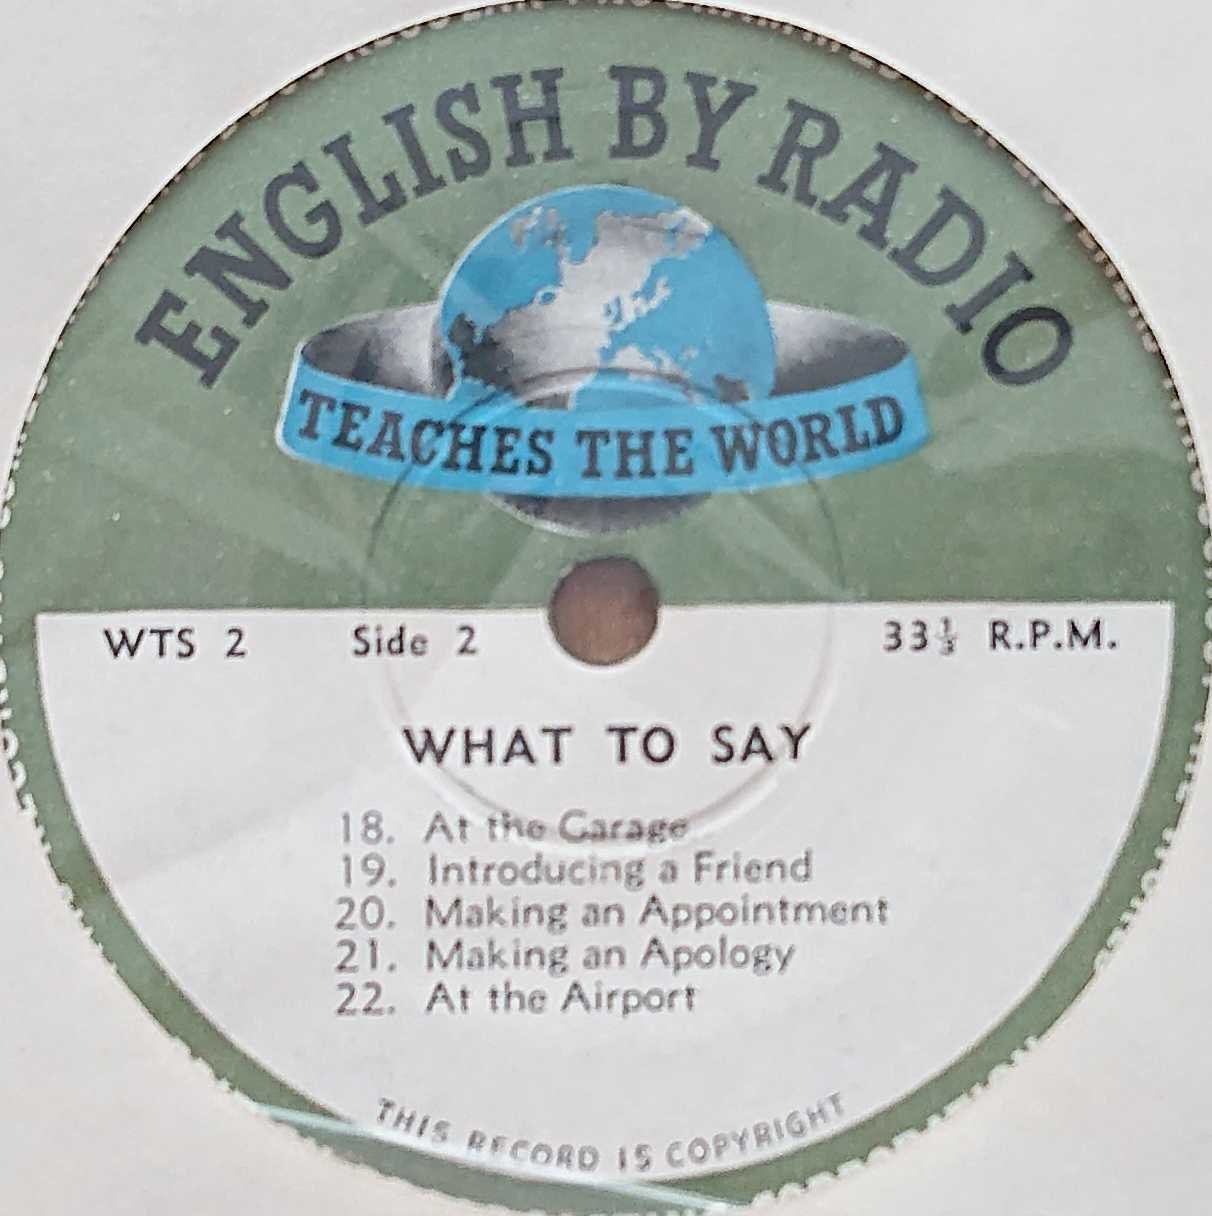 ENGLISH BY RADIO
TEACHES THE WORLD
WTS 2 Side 2 33⅓ R.P.M.
WHAT TO SAY
18. At the Garage
19. Introducing a Friend
20. Making an Appointment
21. Making an Apology
22. At the Airport
THIS RECORD IS COPYRIGHT